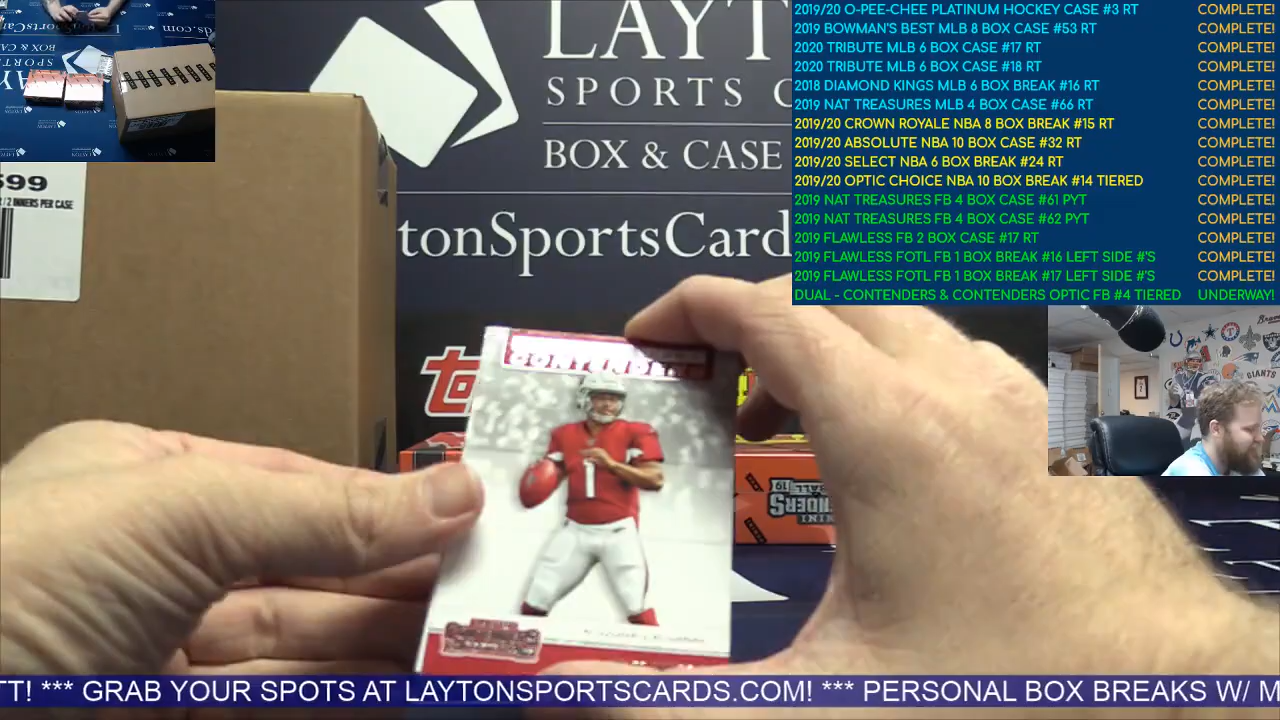 2019/20 O-PEE-CHEE PLATINUM HOCKEY CASE #3 RT COMPLETE!
2019 BOWMAN'S BEST MLB 8 BOX CASE #53 RT COMPLETE!
2020 TRIBUTE MLB 6 BOX CASE #17 RT COMPLETE!
2020 TRIBUTE MLB 6 BOX CASE #18 RT COMPLETE!
2018 DIAMOND KINGS MLB 6 BOX BREAK #16 RT COMPLETE!
2019 NAT TREASURES MLB 4 BOX CASE #66 RT COMPLETE!
2019/20 CROWN ROYALE NBA 8 BOX BREAK #15 RT COMPLETE!
2019/20 ABSOLUTE NBA 10 BOX CASE #32 RT COMPLETE!
2019/20 SELECT NBA 6 BOX BREAK #24 RT COMPLETE!
2019/20 OPTIC CHOICE NBA 10 BOX BREAK #14 TIERED COMPLETE!
2019 NAT TREASURES FB 4 BOX CASE #61 PYT COMPLETE!
2019 NAT TREASURES FB 4 BOX CASE #62 PYT COMPLETE!
2019 FLAWLESS FB 2 BOX CASE #17 RT COMPLETE!
2019 FLAWLESS FOTL FB 1 BOX BREAK #16 LEFT SIDE #'S COMPLETE!
2019 FLAWLESS FOTL FB 1 BOX BREAK #17 LEFT SIDE #'S COMPLETE!
DUAL - CONTENDERS & CONTENDERS OPTIC FB #4 TIERED UNDERWAY!
LAYT
SPORTS C
BOX & CASE
tonSportsCard
599
/2 INNERS PER CASE
to
CONTENDER
1
GIANTS
TT! *** GRAB YOUR SPOTS AT LAYTONSPORTSCARDS.COM! *** PERSONAL BOX BREAKS W/ M